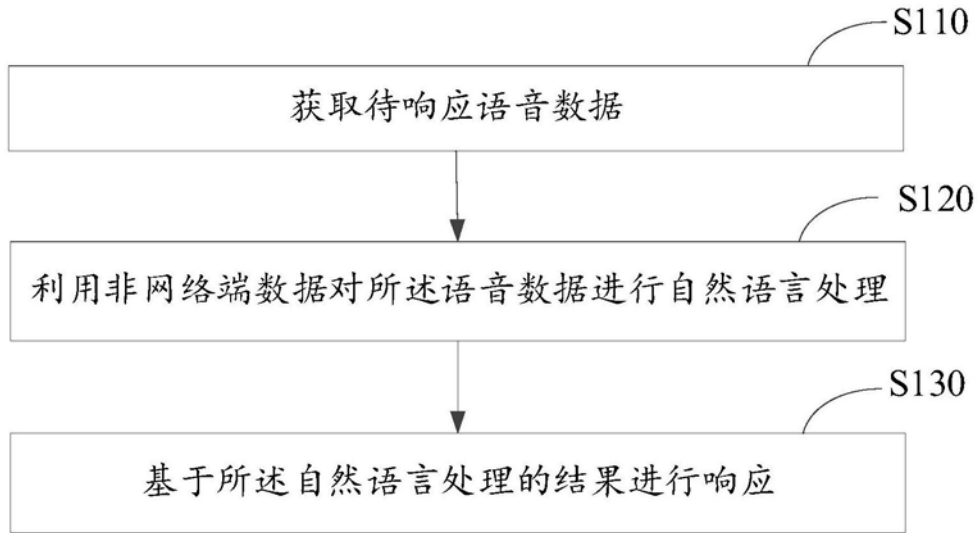 S110
获取待响应语音数据
S120
利用非网络端数据对所述语音数据进行自然语言处理
S130
基于所述自然语言处理的结果进行响应